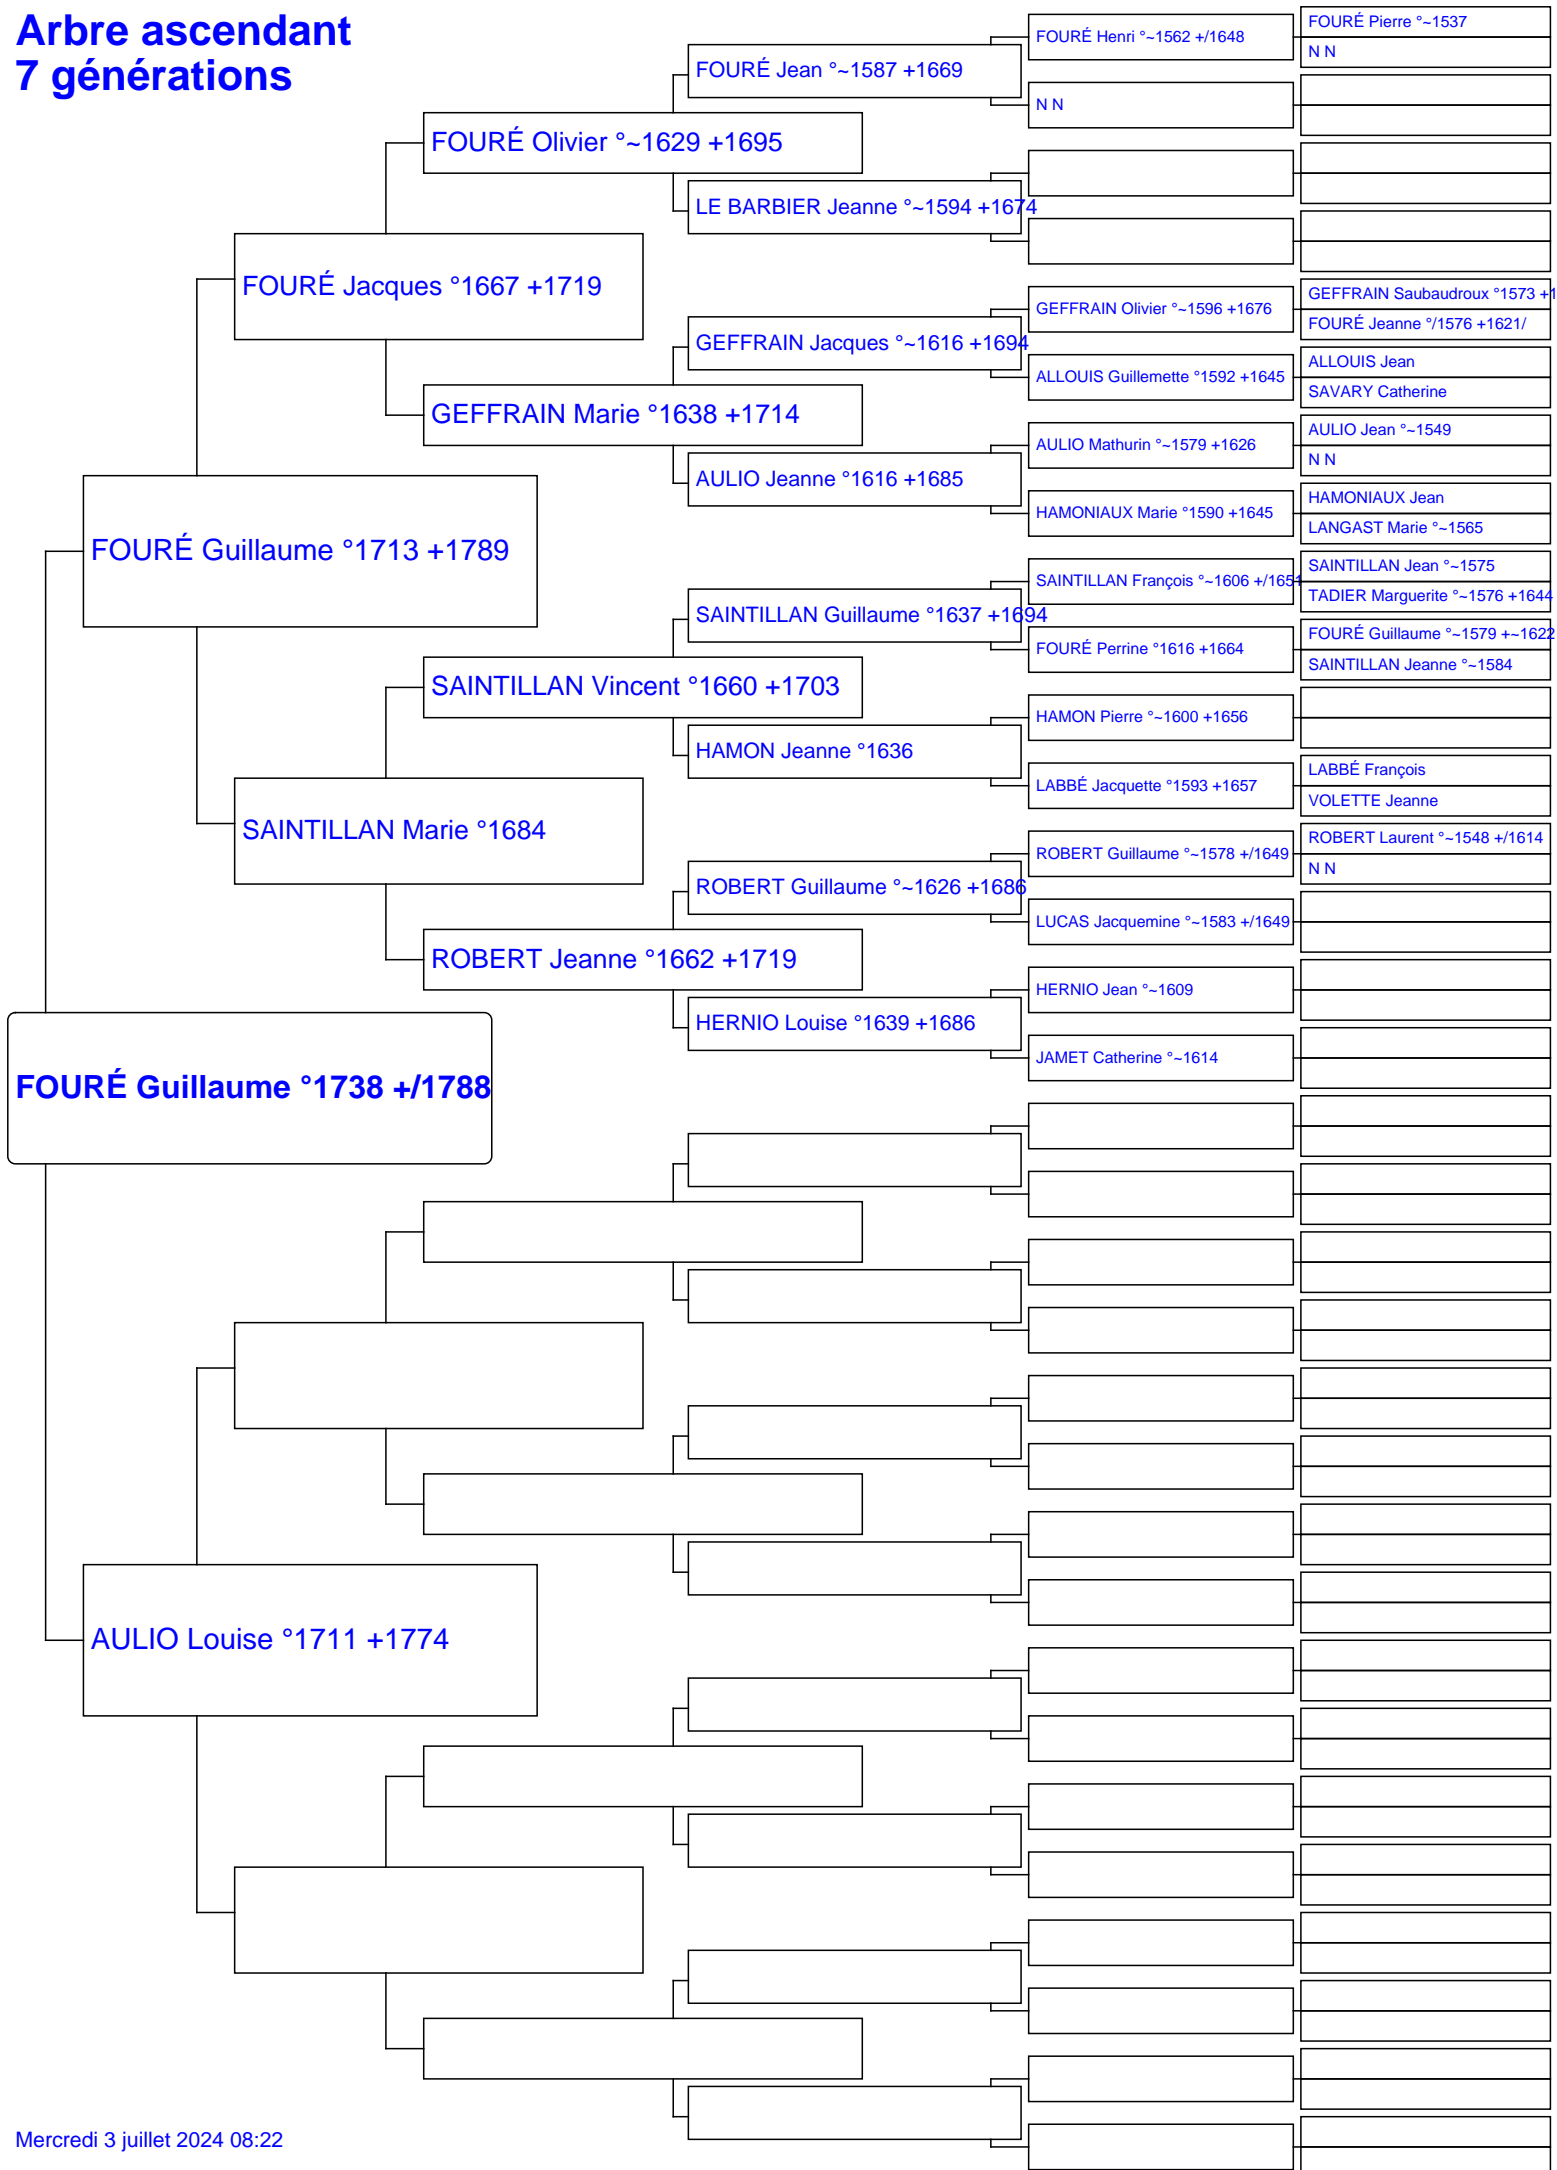 Arbre ascendant
7 générations
FOURÉ Pierre °~1537
FOURÉ Henri °~1562 +/1648
N N
FOURÉ Jean °~1587 +1669
N N
FOURÉ Olivier °~1629 +1695
LE BARBIER Jeanne °~1594 +1674
FOURÉ Jacques °1667 +1719
GEFFRAIN Saubaudroux °1573 +1
GEFFRAIN Olivier °~1596 +1676
FOURÉ Jeanne °/1576 +1621/
GEFFRAIN Jacques °~1616 +1694
ALLOUIS Jean
ALLOUIS Guillemette °1592 +1645
SAVARY Catherine
GEFFRAIN Marie °1638 +1714
AULIO Jean °~1549
AULIO Mathurin °~1579 +1626
N N
AULIO Jeanne °1616 +1685
HAMONIAUX Jean
HAMONIAUX Marie °1590 +1645
LANGAST Marie °~1565
FOURÉ Guillaume °1713 +1789
SAINTILLAN Jean °~1575
SAINTILLAN François °~1606 +/1651
TADIER Marguerite °~1576 +1644
SAINTILLAN Guillaume °1637 +1694
FOURÉ Guillaume °~1579 +~1622
FOURÉ Perrine °1616 +1664
SAINTILLAN Jeanne °~1584
SAINTILLAN Vincent °1660 +1703
HAMON Pierre °~1600 +1656
HAMON Jeanne °1636
LABBÉ François
LABBÉ Jacquette °1593 +1657
VOLETTE Jeanne
SAINTILLAN Marie °1684
ROBERT Laurent °~1548 +/1614
ROBERT Guillaume °~1578 +/1649
N N
ROBERT Guillaume °~1626 +1686
LUCAS Jacquemine °~1583 +/1649
ROBERT Jeanne °1662 +1719
HERNIO Jean °~1609
HERNIO Louise °1639 +1686
JAMET Catherine °~1614
FOURÉ Guillaume °1738 +/1788
AULIO Louise °1711 +1774
Mercredi 3 juillet 2024 08:22